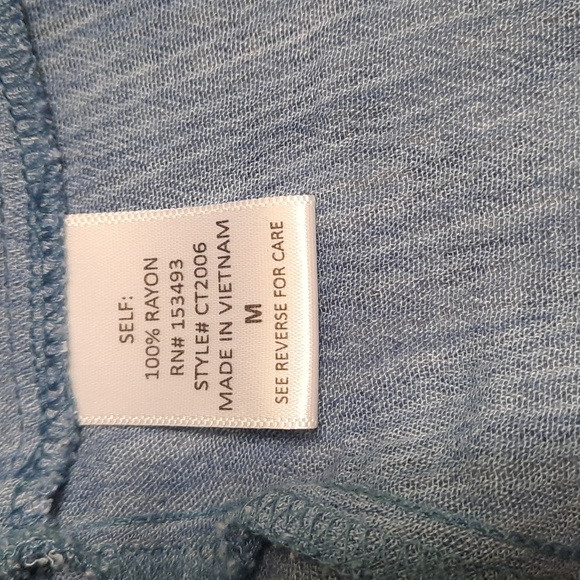 SELF:
100% RAYON
RN# 153493
STYLE# CT2006
MADE IN VIETNAM
M
SEE REVERSE FOR CARE